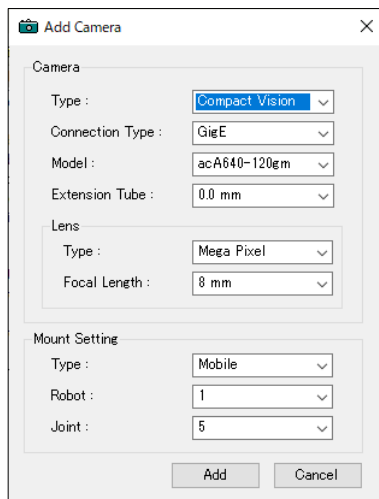 Add Camera
Camera
Type : Compact Vision
Connection Type : GigE
Model : acA640-120gm
Extension Tube : 0.0 mm
Lens
Type : Mega Pixel
Focal Length : 8 mm
Mount Setting
Type : Mobile
Robot : 1
Joint : 5
Add Cancel